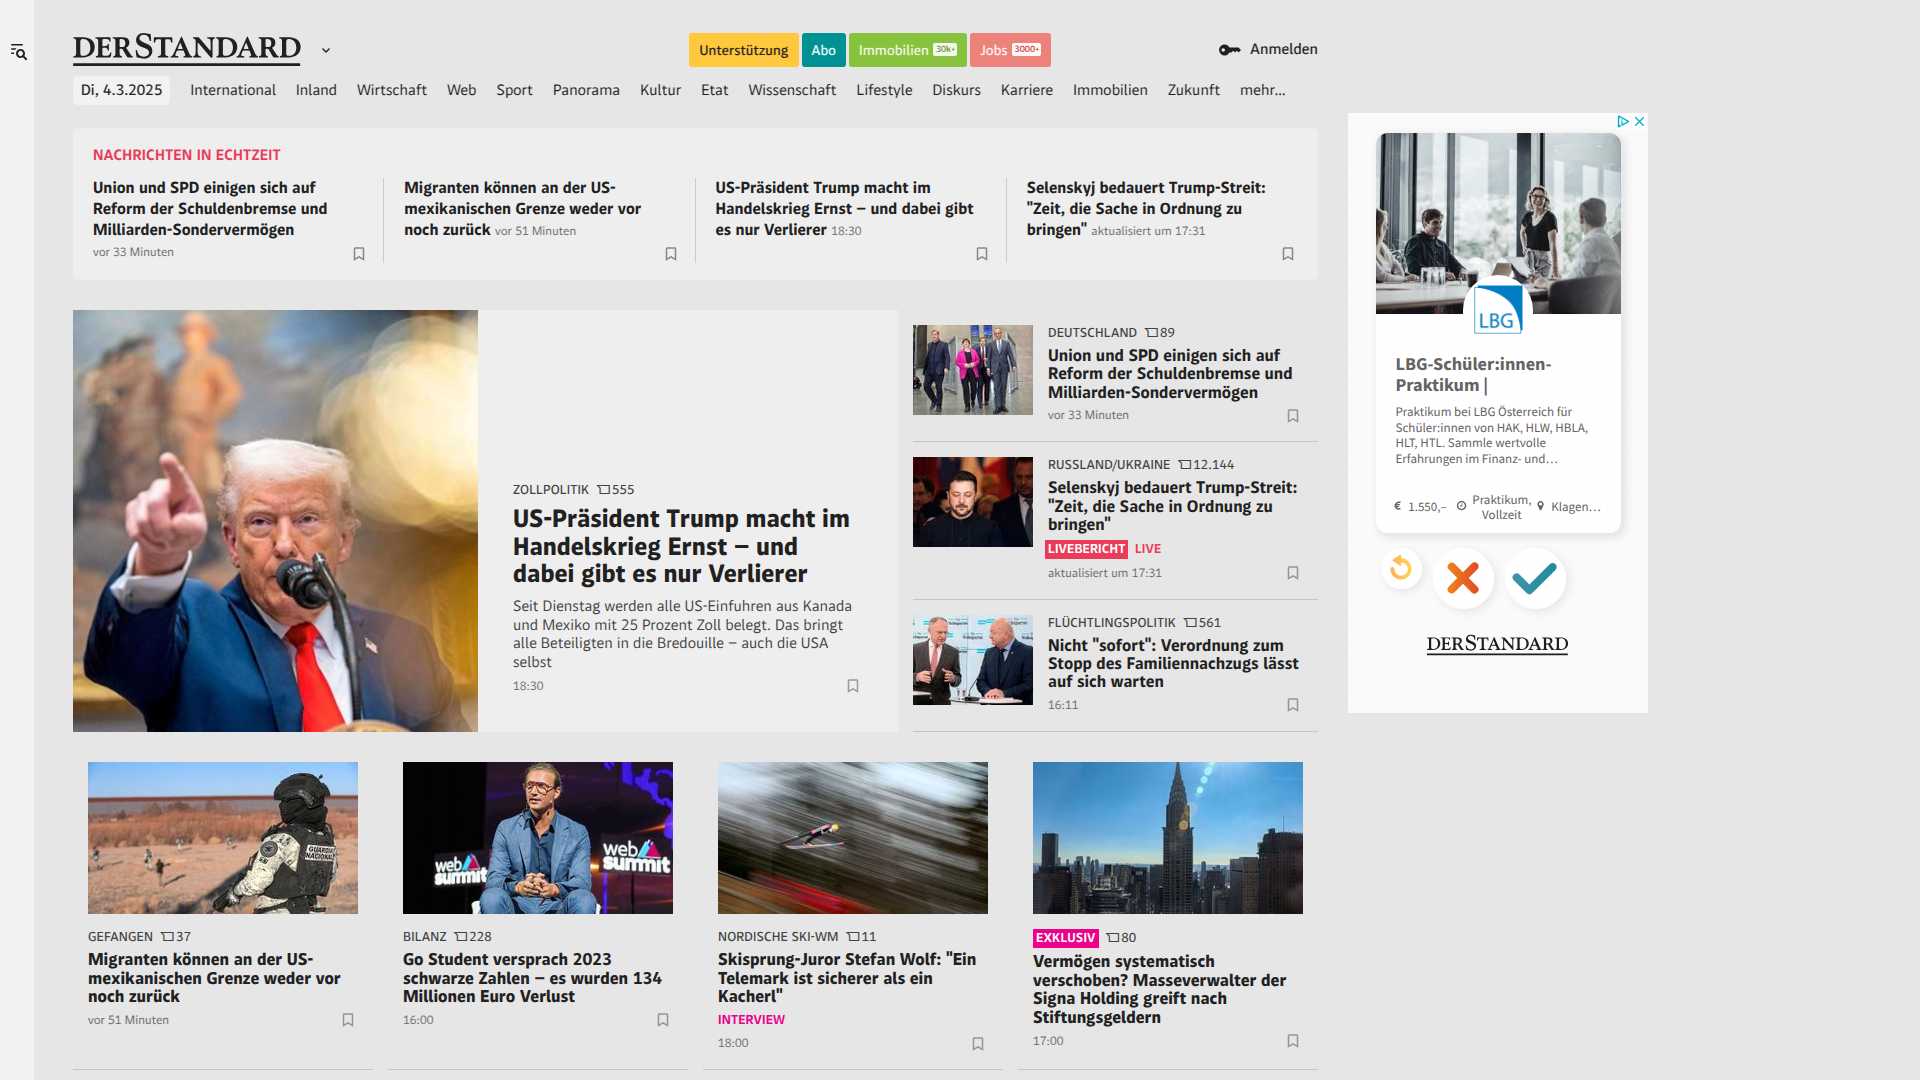 DERSTANDARD
Unterstützung
Abo
Immobilien 30k+
Jobs 3000+
Anmelden
Di, 4.3.2025
International
Inland
Wirtschaft
Web
Sport
Panorama
Kultur
Etat
Wissenschaft
Lifestyle
Diskurs
Karriere
Immobilien
Zukunft
mehr...
NACHRICHTEN IN ECHTZEIT
Union und SPD einigen sich auf
Reform der Schuldenbremse und
Milliarden-Sondervermögen
vor 33 Minuten
Migranten können an der US-
mexikanischen Grenze weder vor
noch zurück vor 51 Minuten
US-Präsident Trump macht im
Handelskrieg Ernst – und dabei gibt
es nur Verlierer 18:30
Selenskyj bedauert Trump-Streit:
"Zeit, die Sache in Ordnung zu
bringen" aktualisiert um 17:31
ZOLLPOLITIK 555
US-Präsident Trump macht im
Handelskrieg Ernst – und
dabei gibt es nur Verlierer
Seit Dienstag werden alle US-Einfuhren aus Kanada
und Mexiko mit 25 Prozent Zoll belegt. Das bringt
alle Beteiligten in die Bredouille – auch die USA
selbst
18:30
DEUTSCHLAND 89
Union und SPD einigen sich auf
Reform der Schuldenbremse und
Milliarden-Sondervermögen
vor 33 Minuten
RUSSLAND/UKRAINE 12.144
Selenskyj bedauert Trump-Streit:
"Zeit, die Sache in Ordnung zu
bringen"
LIVEBERICHT LIVE
aktualisiert um 17:31
FLÜCHTLINGSPOLITIK 561
Nicht "sofort": Verordnung zum
Stopp des Familiennachzugs lässt
auf sich warten
16:11
GUARDIA
NACIONAL
GEFANGEN 37
Migranten können an der US-
mexikanischen Grenze weder vor
noch zurück
vor 51 Minuten
web
summit
web
summit
BILANZ 228
Go Student versprach 2023
schwarze Zahlen – es wurden 134
Millionen Euro Verlust
16:00
NORDISCHE SKI-WM 11
Skisprung-Juror Stefan Wolf: "Ein
Telemark ist sicherer als ein
Kacherl"
INTERVIEW
18:00
EXKLUSIV 80
Vermögen systematisch
verschoben? Masseverwalter der
Signa Holding greift nach
Stiftungsgeldern
17:00
LBG
LBG-Schüler:innen-
Praktikum |
Praktikum bei LBG Österreich für
Schüler:innen von HAK, HLW, HBLA,
HLT, HTL. Sammle wertvolle
Erfahrungen im Finanz- und...
€ 1.550,–
Praktikum,
Vollzeit
Klagen...
DERSTANDARD